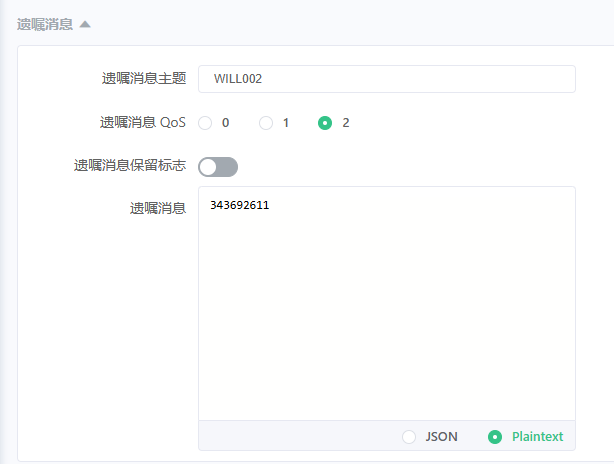 遗嘱消息
遗嘱消息主题 WILL002
遗嘱消息 QoS 0 1 2
遗嘱消息保留标志
遗嘱消息 343692611
JSON Plaintext